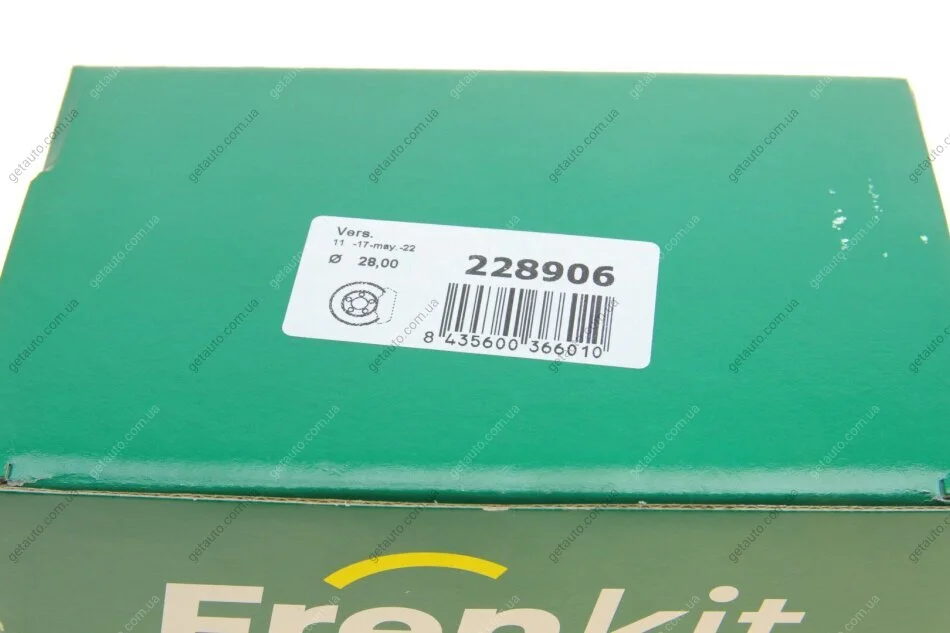 Vers.
11 -17-may.-22
Ø 28,00
228906
8 435600 366010
Frenkit
getauto.com.ua